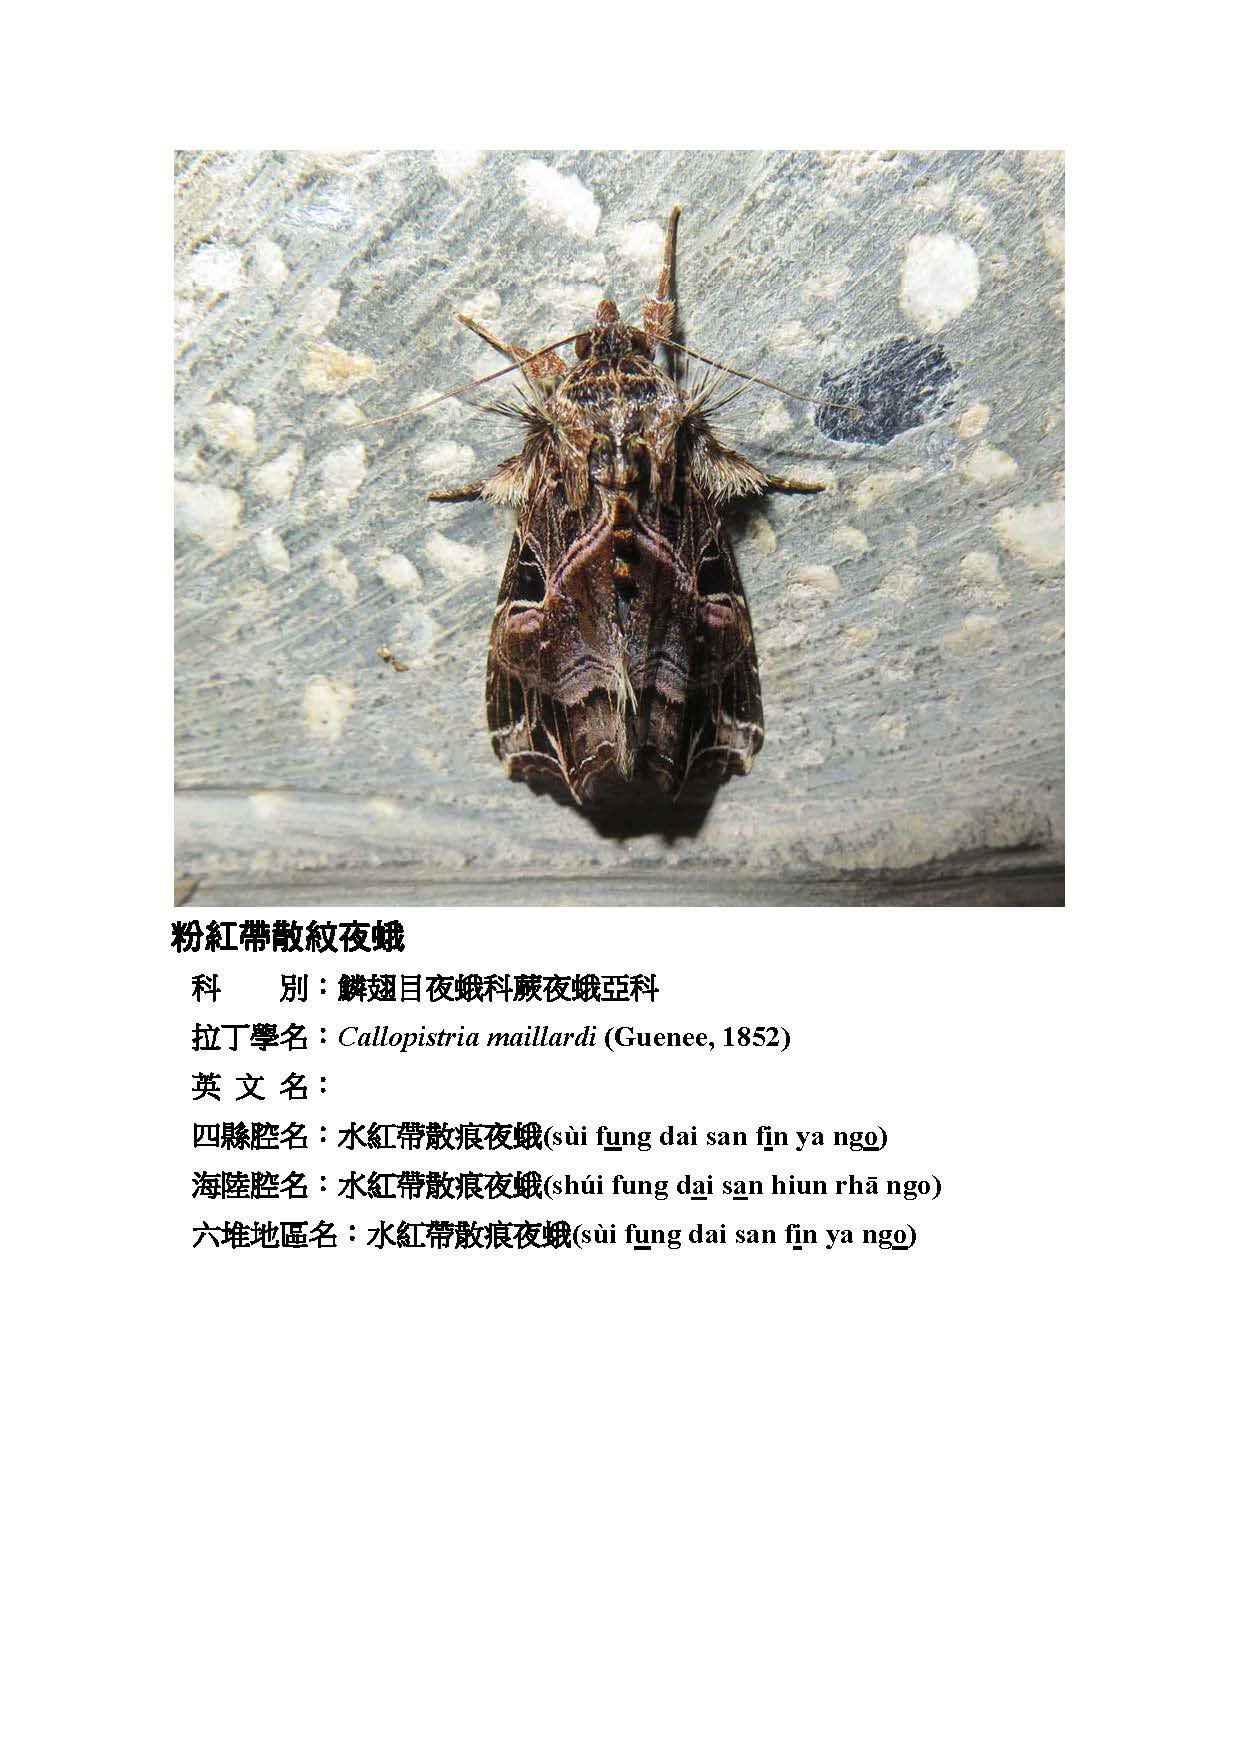 粉紅帶散紋夜蛾
科　　別：鱗翅目夜蛾科蕨夜蛾亞科
拉丁學名：Callopistria maillardi (Guenee, 1852)
英 文 名：
四縣腔名：水紅帶散痕夜蛾(sùi fung dai san fin ya ngo)
海陸腔名：水紅帶散痕夜蛾(shúi fung dai san hiun rhā ngo)
六堆地區名：水紅帶散痕夜蛾(sùi fung dai san fin ya ngo)